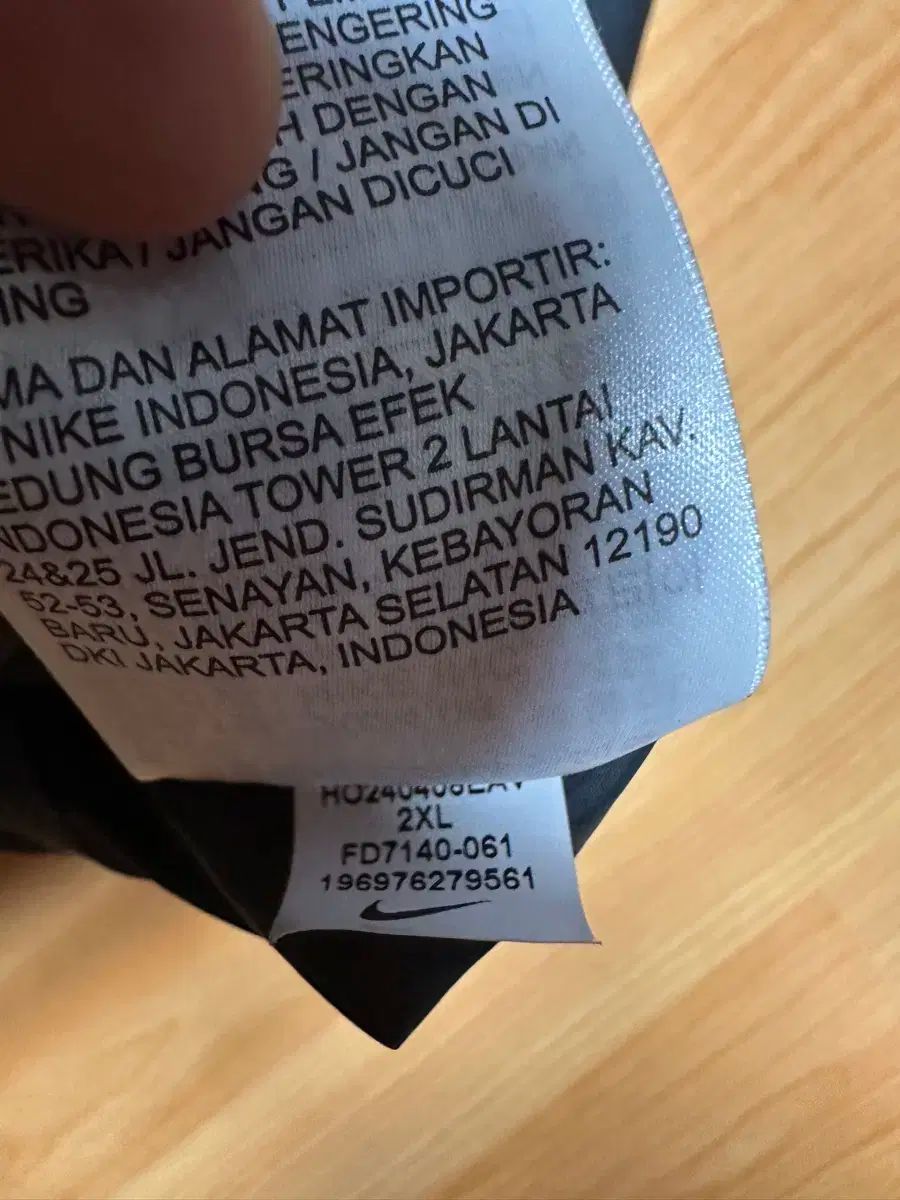 ENGERING
ERINGKAN
H DENGAN
G / JANGAN DI
ERIKA / JANGAN DICUCI
ING
MA DAN ALAMAT IMPORTIR:
NIKE INDONESIA, JAKARTA
EDUNG BURSA EFEK
NDONESIA TOWER 2 LANTAI
24&25 JL. JEND. SUDIRMAN KAV.
52-53, SENAYAN, KEBAYORAN
BARU, JAKARTA SELATAN 12190
DKI JAKARTA, INDONESIA
2XL
FD7140-061
196976279561